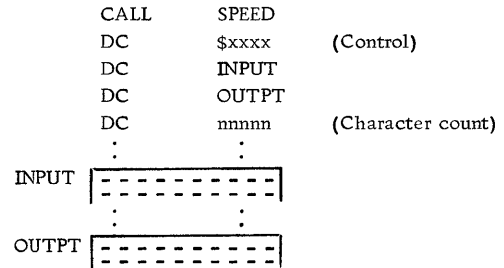 CALL SPEED
DC $xxxx (Control)
DC INPUT
DC OUTPT
DC nnnnn (Character count)
INPUT
OUTPT